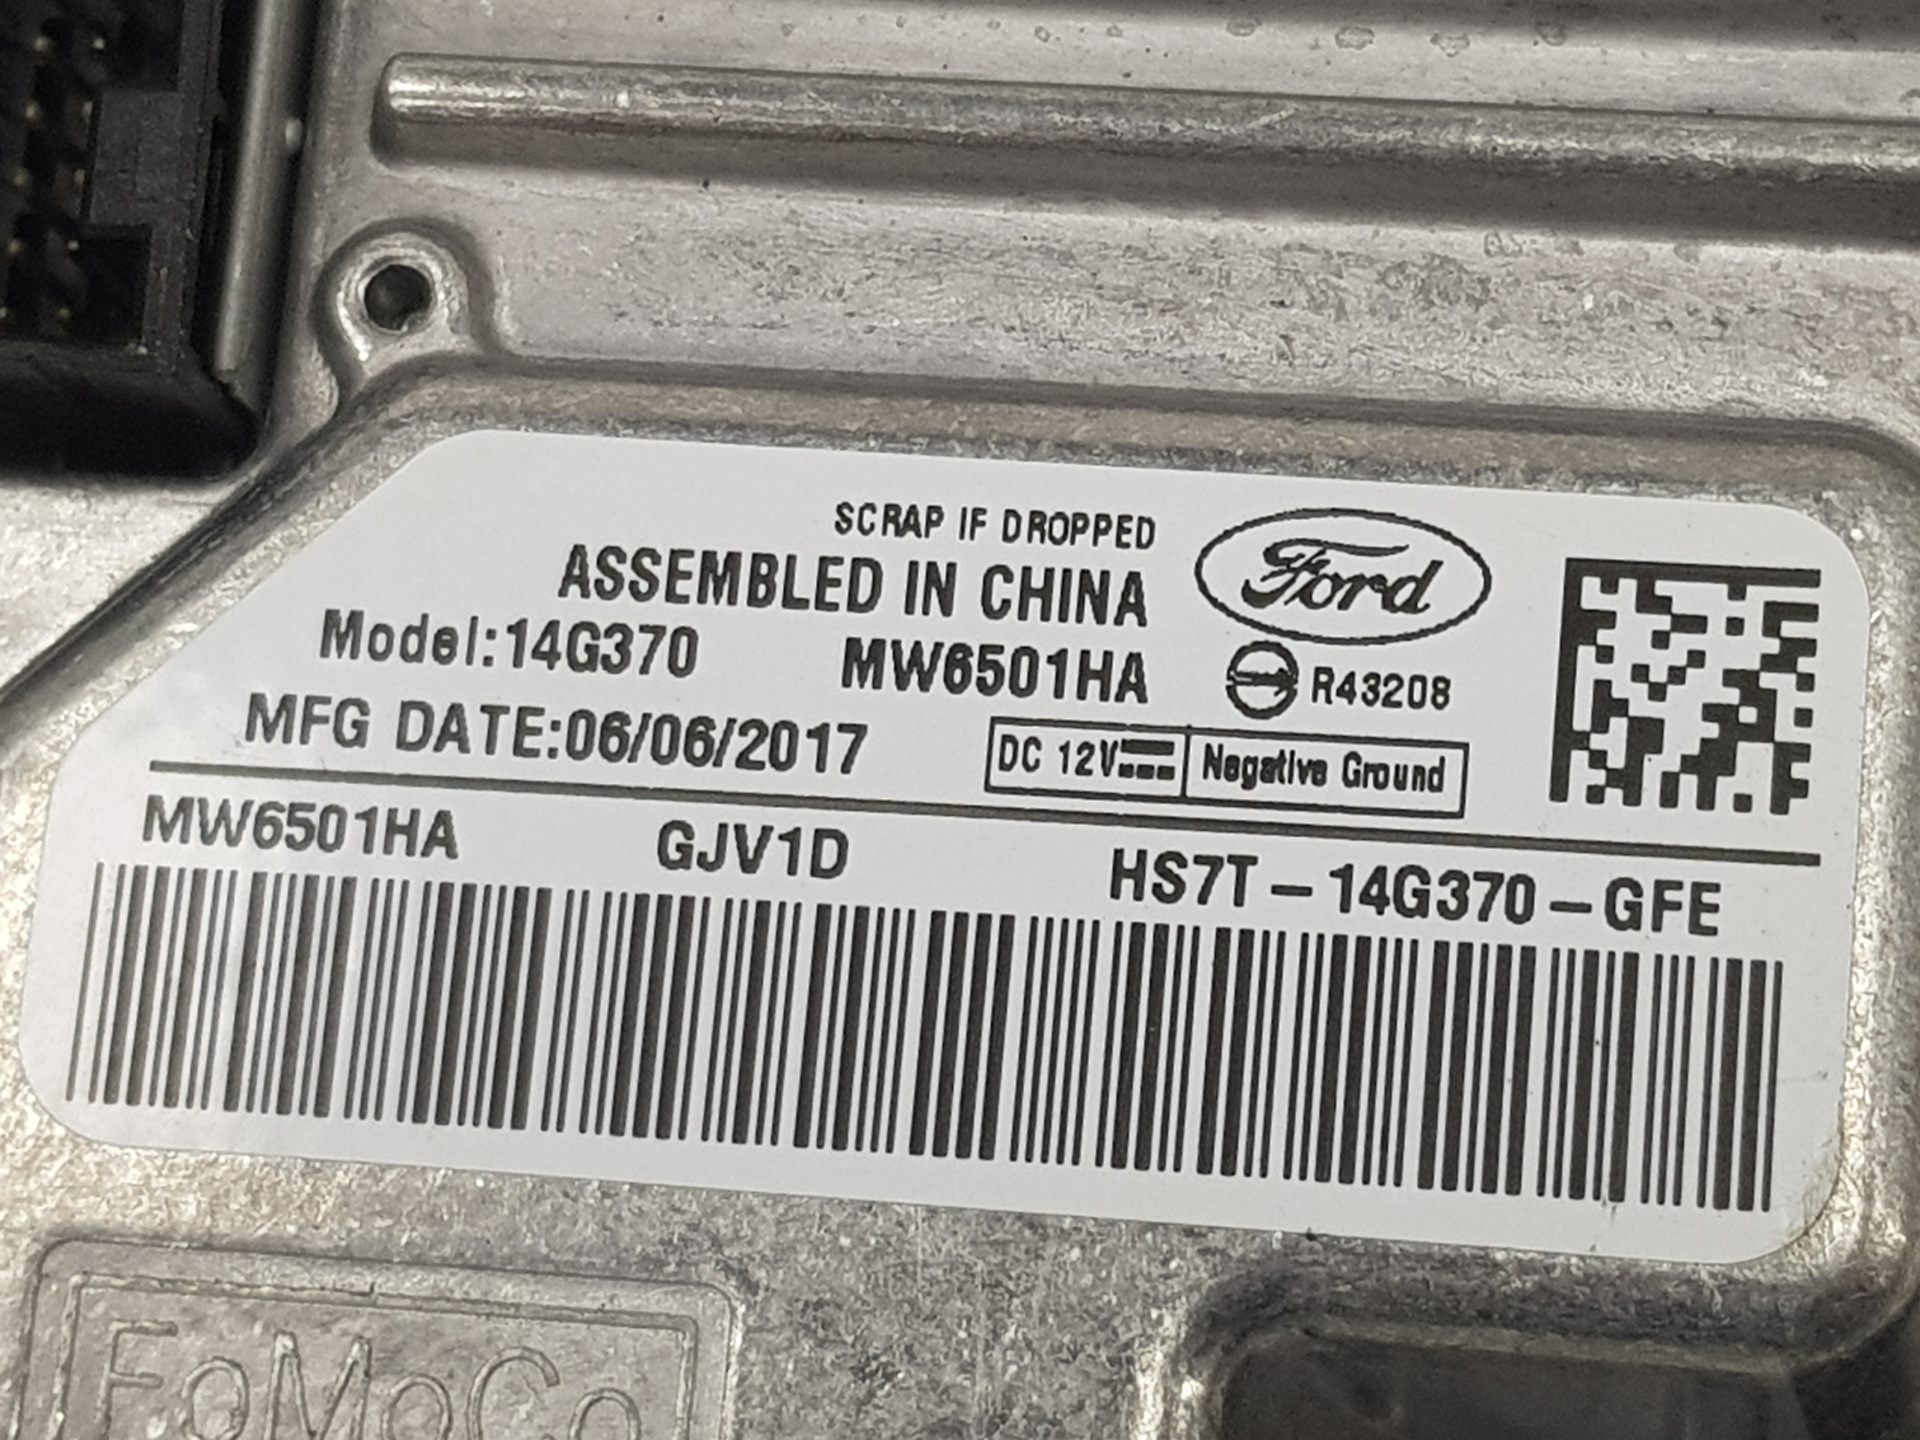 SCRAP IF DROPPED
ASSEMBLED IN CHINA
Ford
Model:14G370 MW6501HA R43208
MFG DATE:06/06/2017 DC 12V Negative Ground
MW6501HA GJV1D HS7T-14G370-GFE
FoMoCo